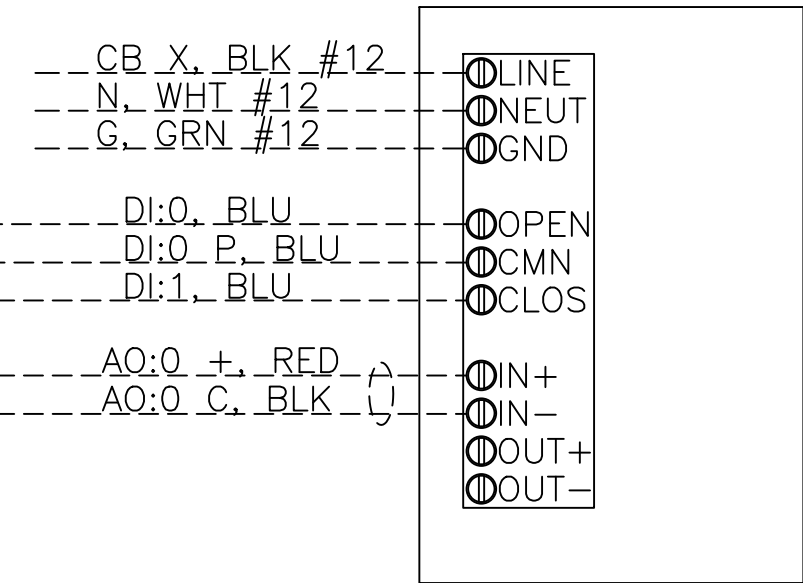 CB X, BLK #12 LINE
N, WHT #12 NEUT
G, GRN #12 GND
DI:0, BLU OPEN
DI:0 P, BLU CMN
DI:1, BLU CLOS
AO:0 +, RED IN+
AO:0 C, BLK IN-
OUT+
OUT-